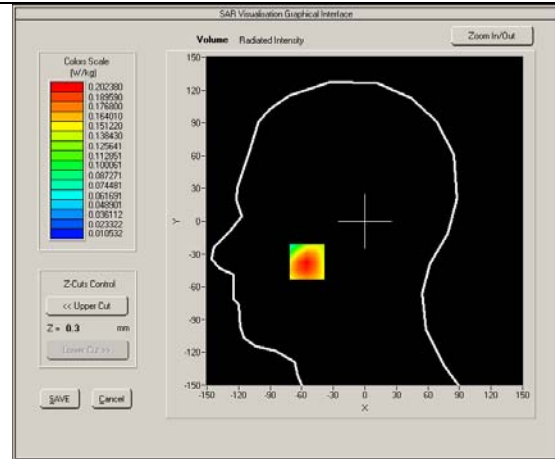 SAR Visualisation Graphical Interface
Volume Radiated Intensity
Zoom In/Out
Colors Scale
(W/kg)
0.202380
0.189590
0.176800
0.164010
0.151220
0.138430
0.125641
0.112851
0.100061
0.087271
0.074481
0.061691
0.048901
0.036112
0.023322
0.010532
Z-Cuts Control
<< Upper Cut
Z = 0.3 mm
Lower Cut >>
SAVE Cancel
150
120
90
60
30
0
-30
-60
-90
-120
-150
Y
-150 -120 -90 -60 -30 0 30 60 90 120 150
X